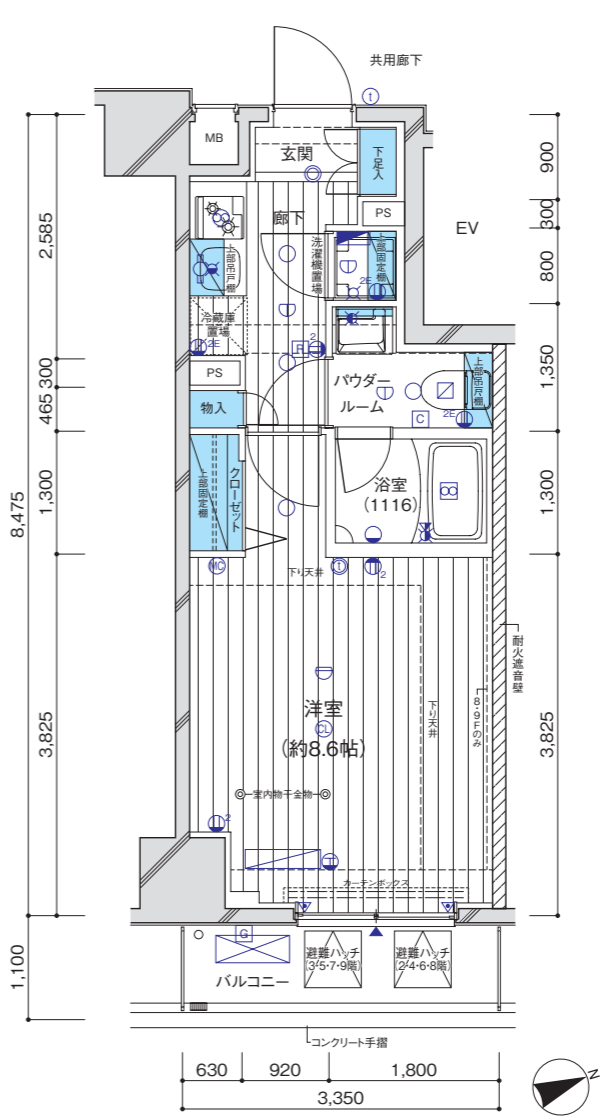 共用廊下
t
MB
玄関
下足入
900
PS
300
廊下
EV
2,585
上部吊戸棚
洗濯機置場
上部固定棚
800
2E
冷蔵庫
置場
2E
R
2
PS
300
パウダー
ルーム
上部吊戸棚
1,350
465
物入
C
2E
上部固定棚
クローゼット
浴室
(1116)
1,300
1,300
8,475
MC
下り天井
t
2
耐火遮音壁
洋室
CL
(約8.6帖)
下り天井
8・9Fのみ
3,825
3,825
室内物干金物
2
カーテンボックス
G
バルコニー
避難ハッチ
(3・5・7・9階)
避難ハッチ
(2・4・6・8階)
1,100
コンクリート手摺
630
920
1,800
3,350
N